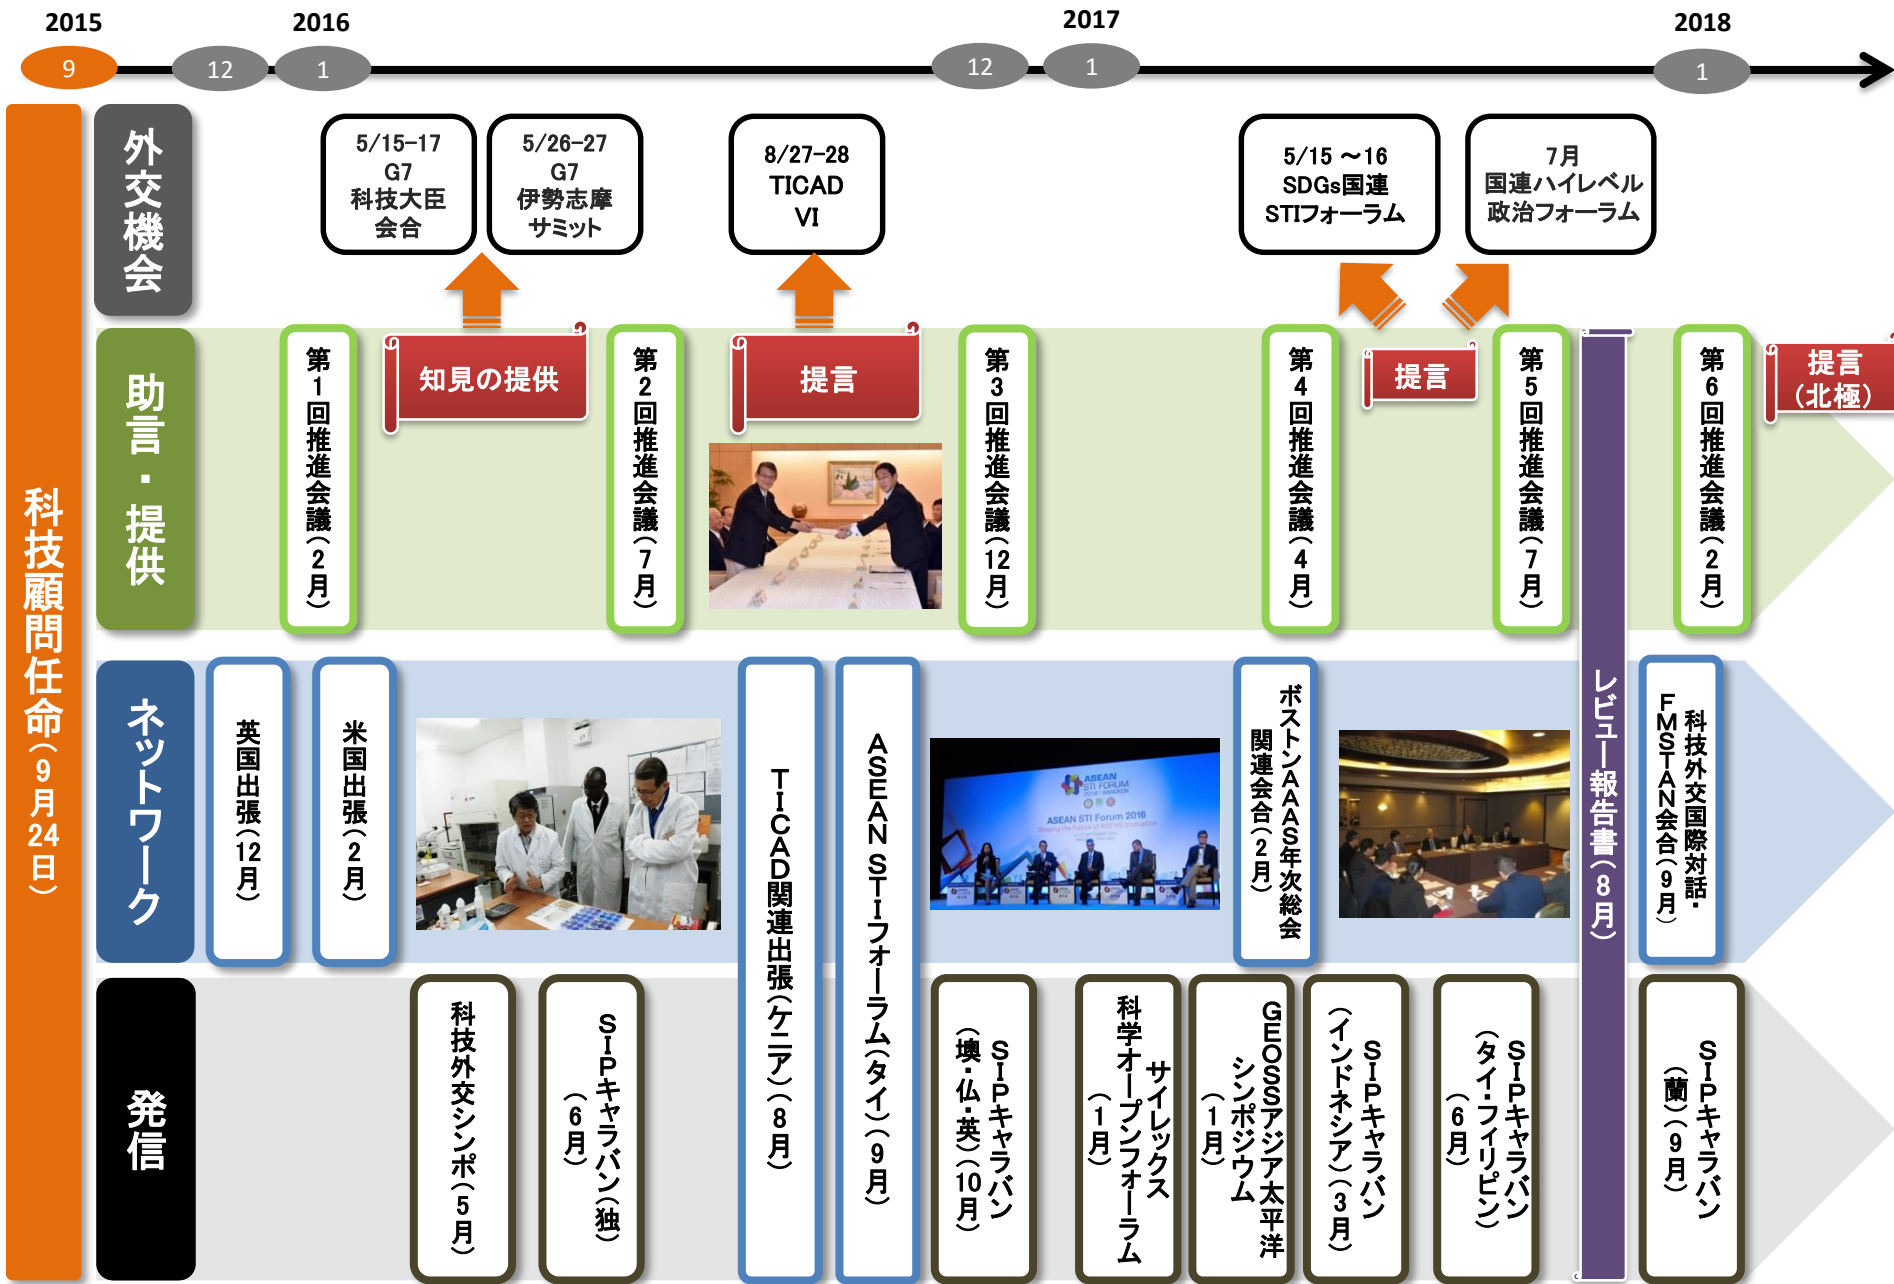 2015
2016
2017
2018
9
12
1
12
1
1
科技顧問任命（９月24日）
外交機会
5/15-17
G7
科技大臣
会合
5/26-27
G7
伊勢志摩
サミット
8/27-28
TICAD
VI
5/15 ～16
SDGs国連
STIフォーラム
7月
国連ハイレベル
政治フォーラム
助言・提供
第１回推進会議（２月）
知見の提供
第２回推進会議（７月）
提言
第３回推進会議（12月）
第４回推進会議（４月）
提言
第５回推進会議（７月）
第６回推進会議（２月）
提言
（北極）
レビュー報告書（８月）
ネットワーク
英国出張（12月）
米国出張（２月）
ＴＩＣＡＤ関連出張（ケニア）（８月）
ＡＳＥＡＮ ＳＴＩフォーラム（タイ）（９月）
ASEAN
STI FORUM
2016 | BANGKOK
ASEAN STI Forum 2016
Shaping the Future of ASEAN Innovation
ボストンＡＡＡＳ年次総会
関連会合（２月）
科技外交国際対話・
ＦＭＳＴＡＮ会合（９月）
発信
科技外交シンポ（５月）
ＳＩＰキャラバン（独）
（６月）
ＳＩＰキャラバン
（墺・仏・英）（10月）
サイレックス
科学オープンフォーラム
（１月）
ＧＥＯＳＳアジア太平洋
シンポジウム
（１月）
ＳＩＰキャラバン
（インドネシア）（３月）
ＳＩＰキャラバン
（タイ・フィリピン）
（６月）
ＳＩＰキャラバン
（蘭）（９月）